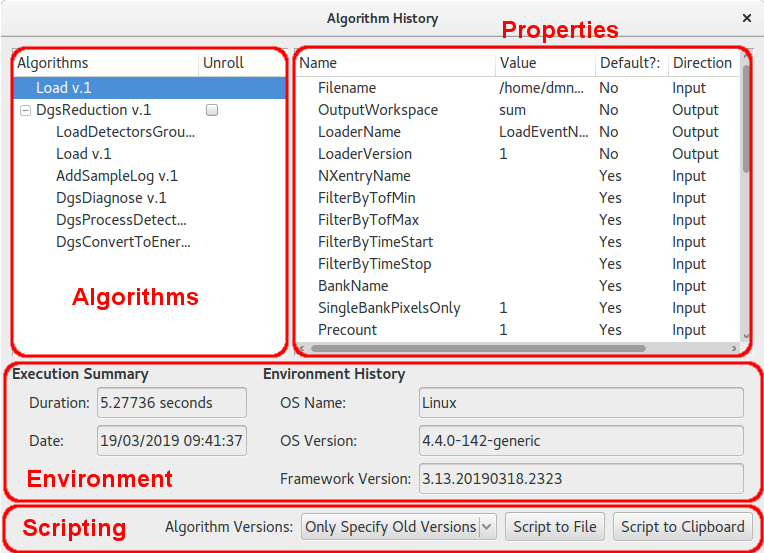 Algorithm History
Properties
Algorithms Unroll
Load v.1
DgsReduction v.1
LoadDetectorsGrou...
Load v.1
AddSampleLog v.1
DgsDiagnose v.1
DgsProcessDetect...
DgsConvertToEner...
Algorithms
Name Value Default?: Direction
Filename /home/dmn... No Input
OutputWorkspace sum No Output
LoaderName LoadEventN... No Output
LoaderVersion 1 No Output
NXentryName Yes Input
FilterByTofMin Yes Input
FilterByTofMax Yes Input
FilterByTimeStart Yes Input
FilterByTimeStop Yes Input
BankName Yes Input
SingleBankPixelsOnly 1 Yes Input
Precount 1 Yes Input
Execution Summary
Duration: 5.27736 seconds
Date: 19/03/2019 09:41:37
Environment
Environment History
OS Name: Linux
OS Version: 4.4.0-142-generic
Framework Version: 3.13.20190318.2323
Scripting
Algorithm Versions: Only Specify Old Versions Script to File Script to Clipboard